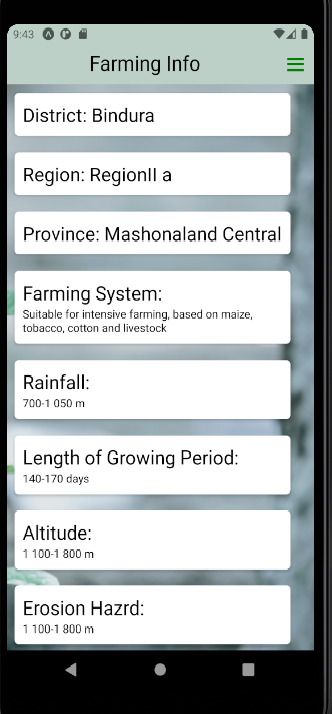 9:43
Farming Info
District: Bindura
Region: RegionII a
Province: Mashonaland Central
Farming System:
Suitable for intensive farming, based on maize,
tobacco, cotton and livestock
Rainfall:
700-1 050 m
Length of Growing Period:
140-170 days
Altitude:
1 100-1 800 m
Erosion Hazrd:
1 100-1 800 m